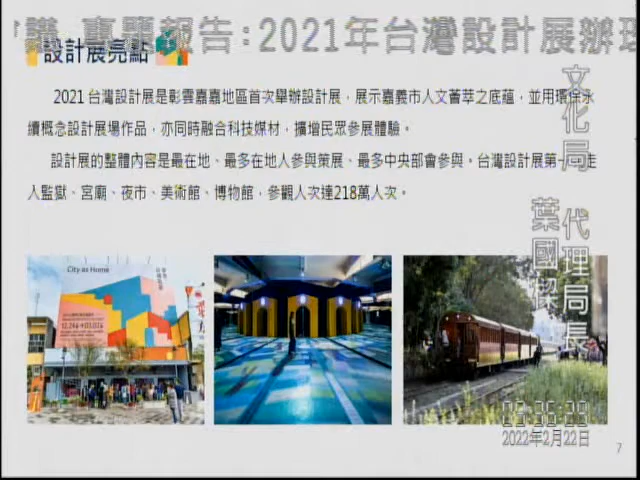 專題報告：2021年台灣設計展辦理
設計展亮點
2021 台灣設計展是彰雲嘉嘉地區首次舉辦設計展，展示嘉義市人文薈萃之底蘊，並用環保永
續概念設計展場作品，亦同時融合科技媒材，擴增民眾參展體驗。
設計展的整體內容是最在地、最多在地人參與策展、最多中央部會參與。台灣設計展第一
走
入監獄、宮廟、夜市、美術館、博物館，參觀人次達218萬人次。
文化局
代理局長
葉國樑
City as Home
2022年2月22日
7